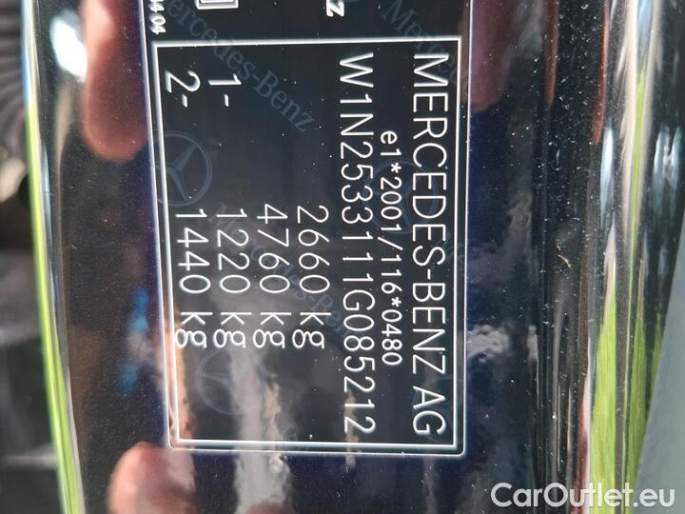 MERCEDES-BENZ AG
e1*2001/116*0480
W1N2533111G085212
2660 kg
4760 kg
1- 1220 kg
2- 1440 kg
Mercedes-Benz
CarOutlet.eu